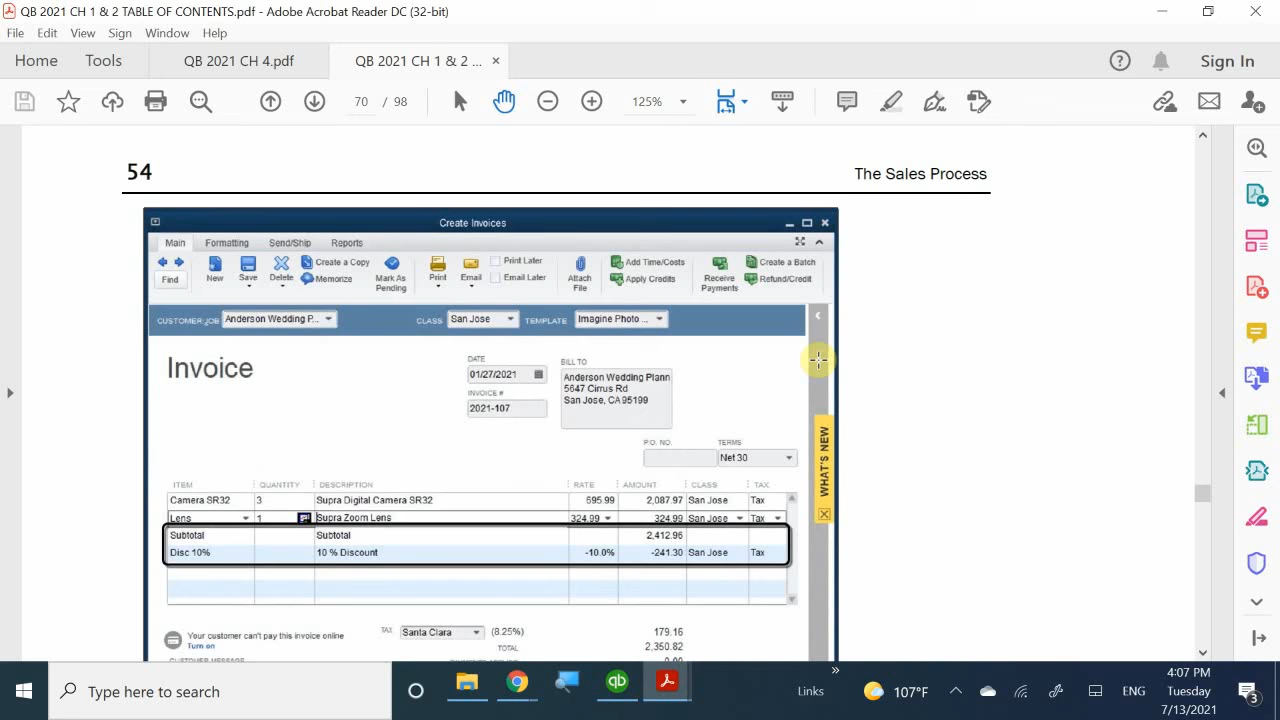 QB 2021 CH 1 & 2 TABLE OF CONTENTS.pdf - Adobe Acrobat Reader DC (32-bit)
File Edit View Sign Window Help
Home Tools QB 2021 CH 4.pdf QB 2021 CH 1 & 2 ... × Sign In
70 / 98 125%
54 The Sales Process
Create Invoices
Main Formatting Send/Ship Reports
Find New Save Delete Create a Copy Memorize Mark As Pending Print Email Print Later Email Later Attach File Add Time/Costs Apply Credits Receive Payments Create a Batch Refund/Credit
CUSTOMER:JOB Anderson Wedding P... CLASS San Jose TEMPLATE Imagine Photo ...
Invoice
DATE
01/27/2021
INVOICE #
2021-107
BILL TO
Anderson Wedding Plann
5647 Cirrus Rd
San Jose, CA 95199
P.O. NO. TERMS
Net 30
WHAT'S NEW
ITEM QUANTITY DESCRIPTION RATE AMOUNT CLASS TAX
Camera SR32 3 Supra Digital Camera SR32 695.99 2,087.97 San Jose Tax
Lens 1 Supra Zoom Lens 324.99 324.99 San Jose Tax
Subtotal Subtotal 2,412.96
Disc 10% 10 % Discount -10.0% -241.30 San Jose Tax
Your customer can't pay this invoice online
Turn on
TAX Santa Clara (8.25%) 179.16
TOTAL 2,350.82
CUSTOMER MESSAGE
0.00
Type here to search
Links 107°F ENG
4:07 PM
Tuesday
7/13/2021
3